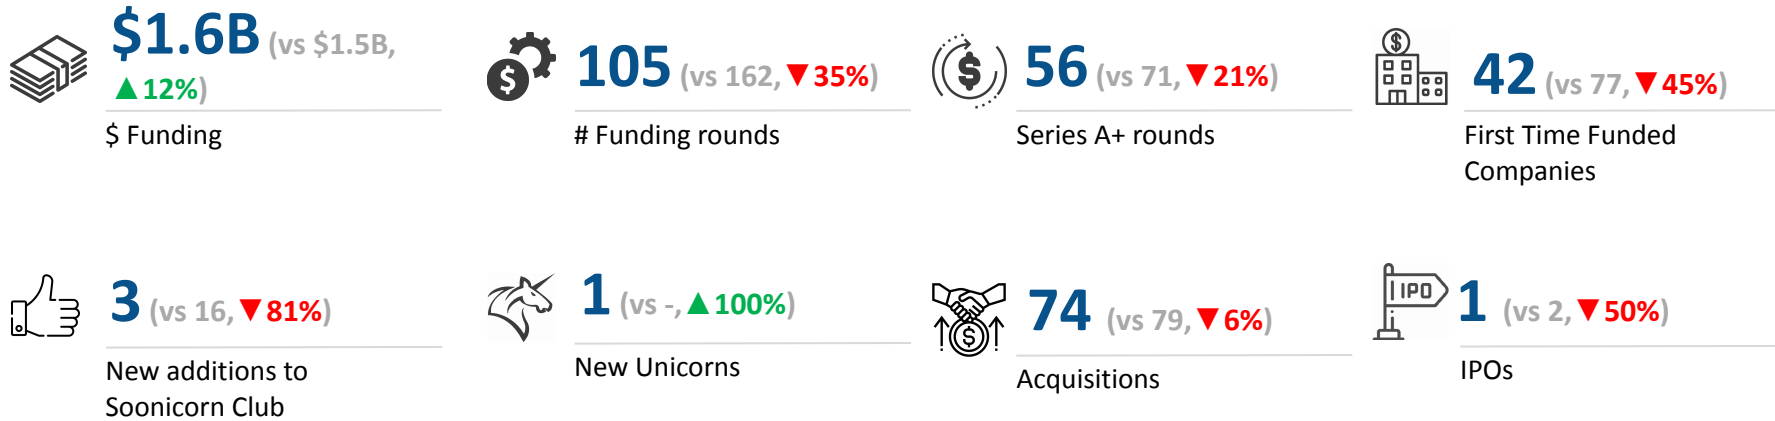 $1.6B (vs $1.5B,
▲12%)
$ Funding
105 (vs 162, ▼35%)
# Funding rounds
56 (vs 71, ▼21%)
Series A+ rounds
42 (vs 77, ▼45%)
First Time Funded
Companies
3 (vs 16, ▼81%)
New additions to
Soonicorn Club
1 (vs -, ▲100%)
New Unicorns
74 (vs 79, ▼6%)
Acquisitions
IPO
1 (vs 2, ▼50%)
IPOs